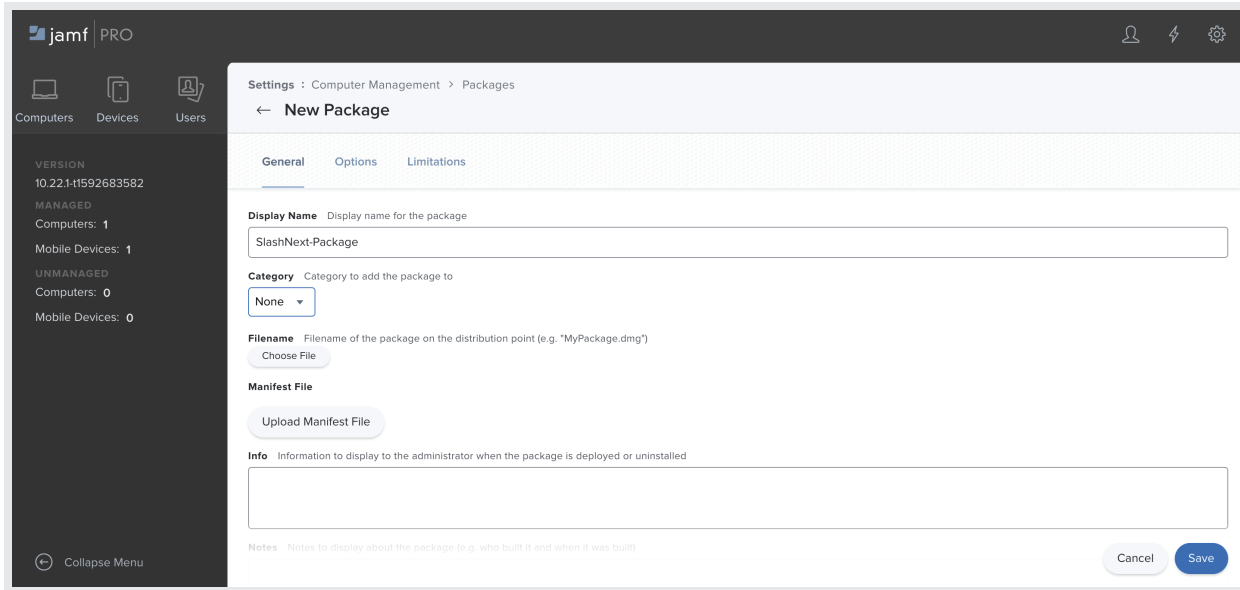 jamf PRO
Computers Devices Users
VERSION
10.22.1-t1592683582
MANAGED
Computers: 1
Mobile Devices: 1
UNMANAGED
Computers: 0
Mobile Devices: 0
Collapse Menu
Settings : Computer Management > Packages
← New Package
General Options Limitations
Display Name Display name for the package
SlashNext-Package
Category Category to add the package to
None
Filename Filename of the package on the distribution point (e.g. "MyPackage.dmg")
Choose File
Manifest File
Upload Manifest File
Info Information to display to the administrator when the package is deployed or uninstalled
Notes Notes to display about the package (e.g. who built it and when it was built)
Cancel Save